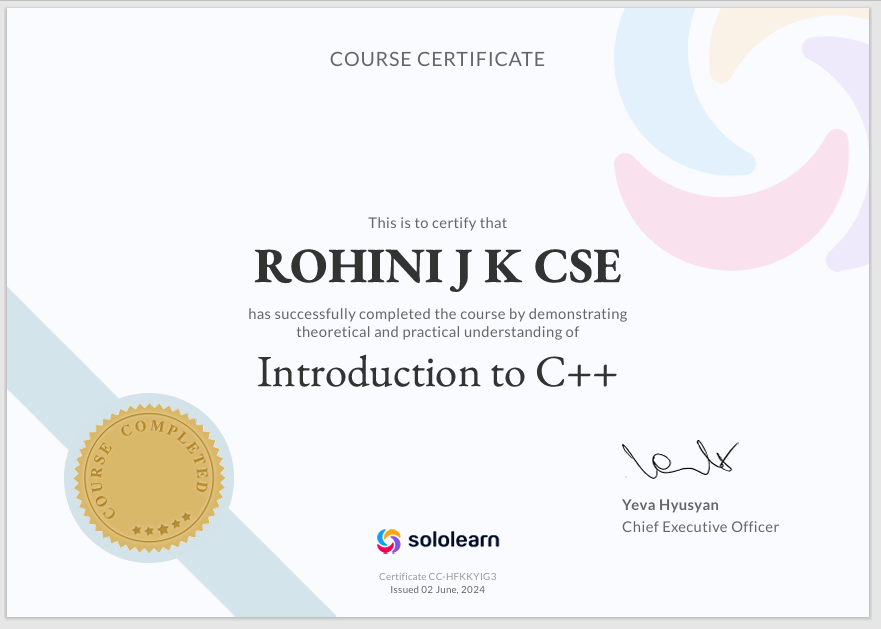 COURSE CERTIFICATE
This is to certify that
ROHINI J K CSE
has successfully completed the course by demonstrating
theoretical and practical understanding of
Introduction to C++
COURSE COMPLETED
Yeva Hyusyan
Chief Executive Officer
sololearn
Certificate CC-HFKKYIG3
Issued 02 June, 2024